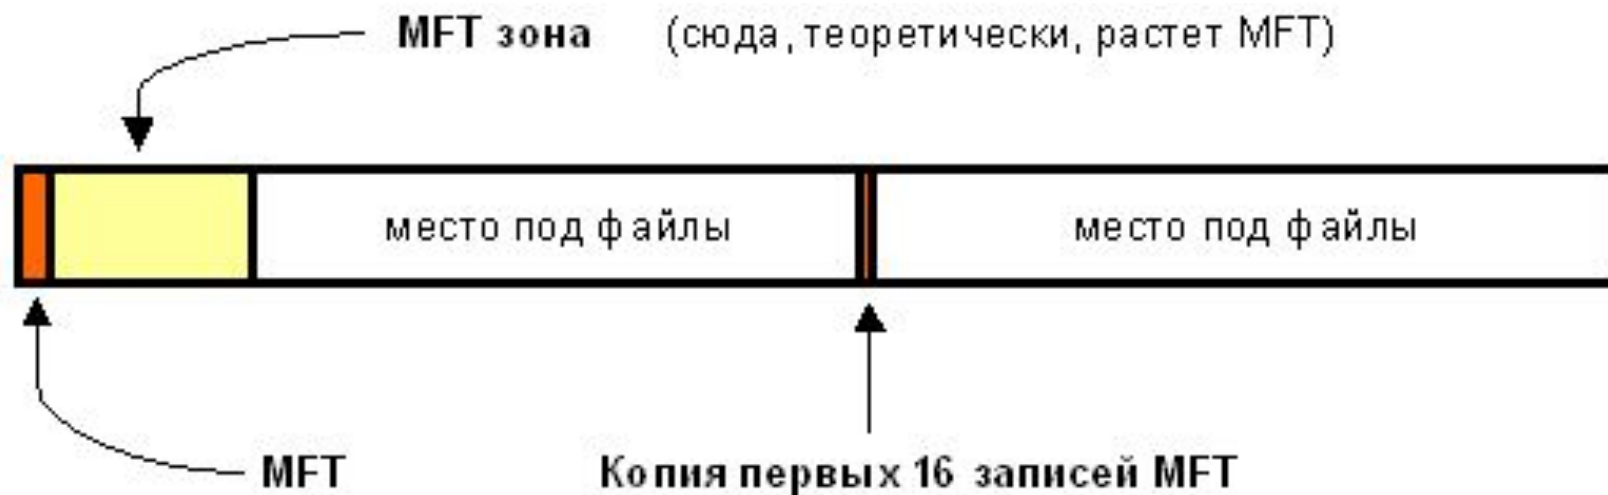 MFT зона (сюда, теоретически, растет MFT)
место под файлы место под файлы
MFT Копия первых 16 записей MFT